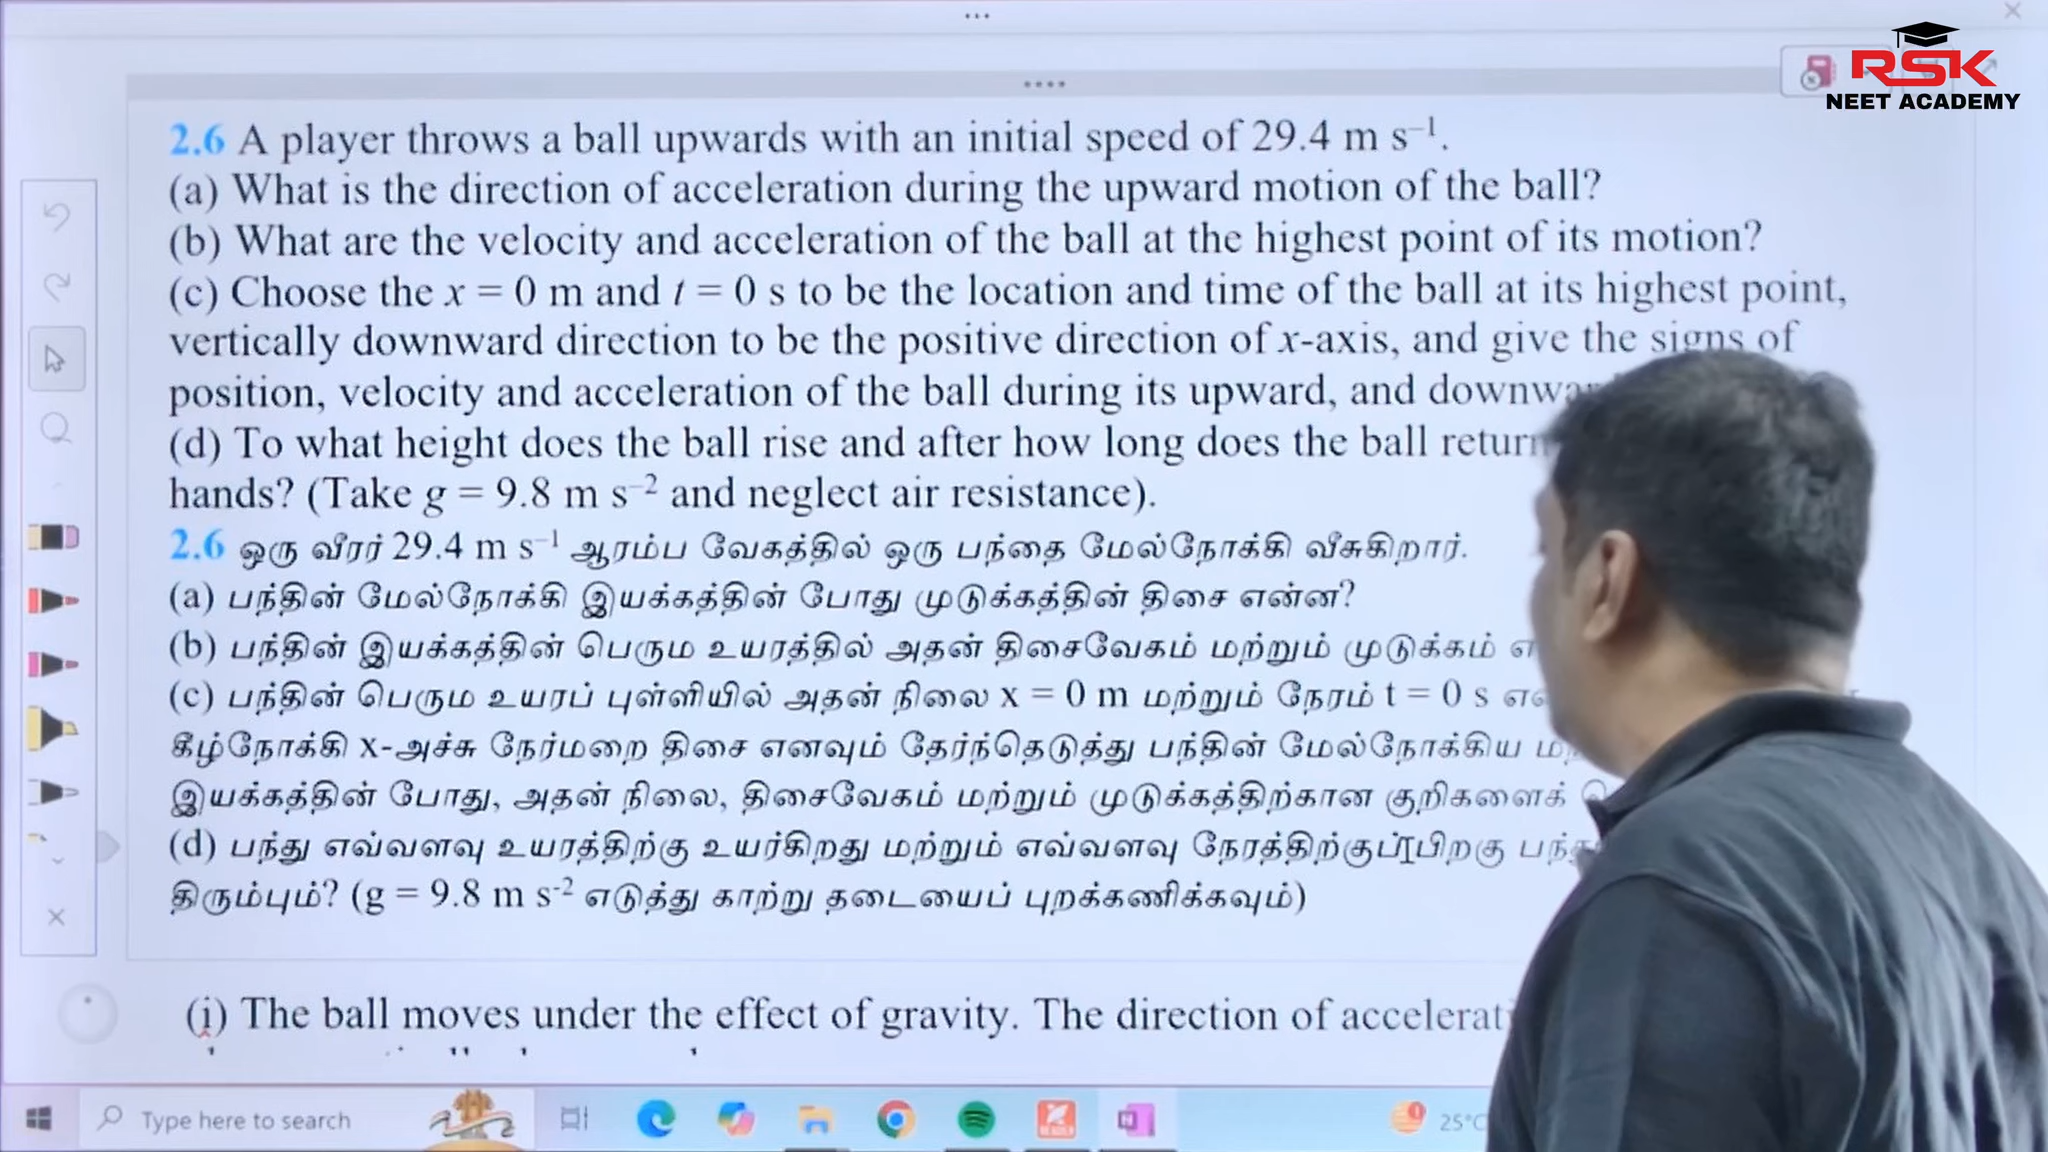 RSK
NEET ACADEMY
2.6 A player throws a ball upwards with an initial speed of 29.4 m s⁻¹.
(a) What is the direction of acceleration during the upward motion of the ball?
(b) What are the velocity and acceleration of the ball at the highest point of its motion?
(c) Choose the x = 0 m and t = 0 s to be the location and time of the ball at its highest point,
vertically downward direction to be the positive direction of x-axis, and give the signs of
position, velocity and acceleration of the ball during its upward, and
(d) To what height does the ball rise and after how long does the ball return
hands? (Take g = 9.8 m s⁻² and neglect air resistance).
2.6 ஒரு வீரர் 29.4 m s⁻¹ ஆரம்ப வேகத்தில் ஒரு பந்தை மேல்நோக்கி வீசுகிறார்.
(a) பந்தின் மேல்நோக்கி இயக்கத்தின் போது முடுக்கத்தின் திசை என்ன?
(b) பந்தின் இயக்கத்தின் பெரும உயரத்தில் அதன் திசைவேகம் மற்றும் முடுக்கம்
(c) பந்தின் பெரும உயரப் புள்ளியில் அதன் நிலை x = 0 m மற்றும் நேரம் t = 0 s
கீழ்நோக்கி x-அச்சு நேர்மறை திசை எனவும் தேர்ந்தெடுத்து பந்தின் மேல்நோக்கிய
இயக்கத்தின் போது, அதன் நிலை, திசைவேகம் மற்றும் முடுக்கத்திற்கான குறிகளைக்
(d) பந்து எவ்வளவு உயரத்திற்கு உயர்கிறது மற்றும் எவ்வளவு நேரத்திற்குப்பிறகு
திரும்பும்? (g = 9.8 m s⁻² எடுத்து காற்று தடையைப் புறக்கணிக்கவும்)
(i) The ball moves under the effect of gravity. The direction of
Type here to search
25°C